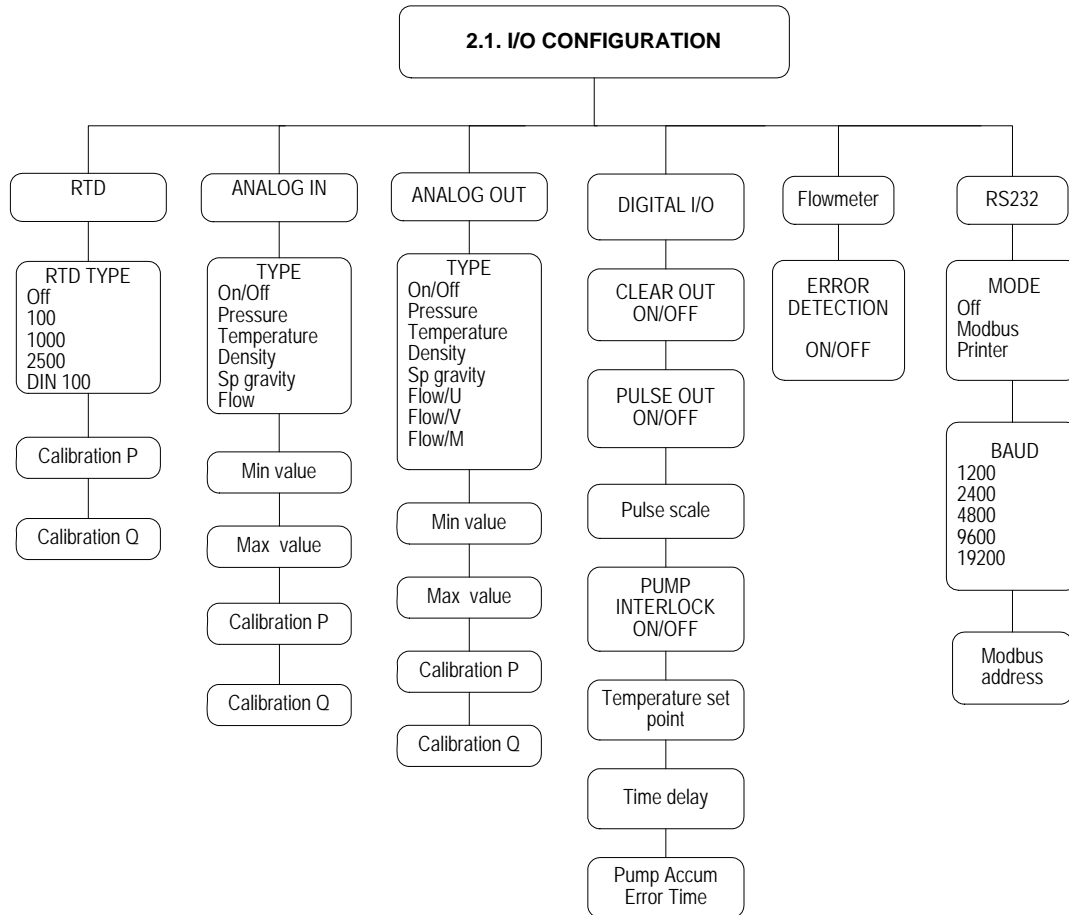 2.1. I/O CONFIGURATION
RTD
RTD TYPE
Off
100
1000
2500
DIN 100
Calibration P
Calibration Q
ANALOG IN
TYPE
On/Off
Pressure
Temperature
Density
Sp gravity
Flow
Min value
Max value
Calibration P
Calibration Q
ANALOG OUT
TYPE
On/Off
Pressure
Temperature
Density
Sp gravity
Flow/U
Flow/V
Flow/M
Min value
Max value
Calibration P
Calibration Q
DIGITAL I/O
CLEAR OUT
ON/OFF
PULSE OUT
ON/OFF
Pulse scale
PUMP
INTERLOCK
ON/OFF
Temperature set
point
Time delay
Pump Accum
Error Time
Flowmeter
ERROR
DETECTION
ON/OFF
RS232
MODE
Off
Modbus
Printer
BAUD
1200
2400
4800
9600
19200
Modbus
address